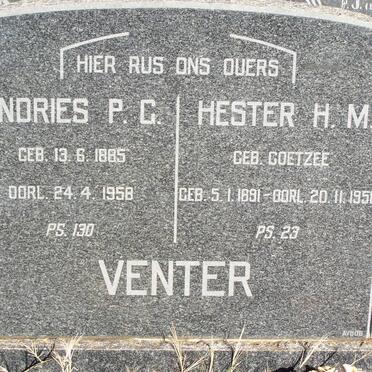 HIER RUS ONS OUERS
NDRIES P. G.
GEB. 13. 6. 1885
OORL. 24. 4. 1958
PS. 130
HESTER H. M.
GEB. COETZEE
GEB. 5. 1. 1891-OORL. 20. 11.
PS. 23
VENTER
AVBOB